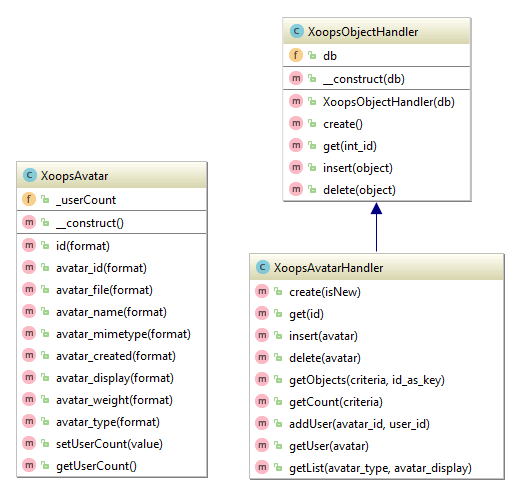 XoopsObjectHandler
db
__construct(db)
XoopsObjectHandler(db)
create()
get(int_id)
insert(object)
delete(object)
XoopsAvatar
_userCount
__construct()
id(format)
avatar_id(format)
avatar_file(format)
avatar_name(format)
avatar_mimetype(format)
avatar_created(format)
avatar_display(format)
avatar_weight(format)
avatar_type(format)
setUserCount(value)
getUserCount()
XoopsAvatarHandler
create(isNew)
get(id)
insert(avatar)
delete(avatar)
getObjects(criteria, id_as_key)
getCount(criteria)
addUser(avatar_id, user_id)
getUser(avatar)
getList(avatar_type, avatar_display)